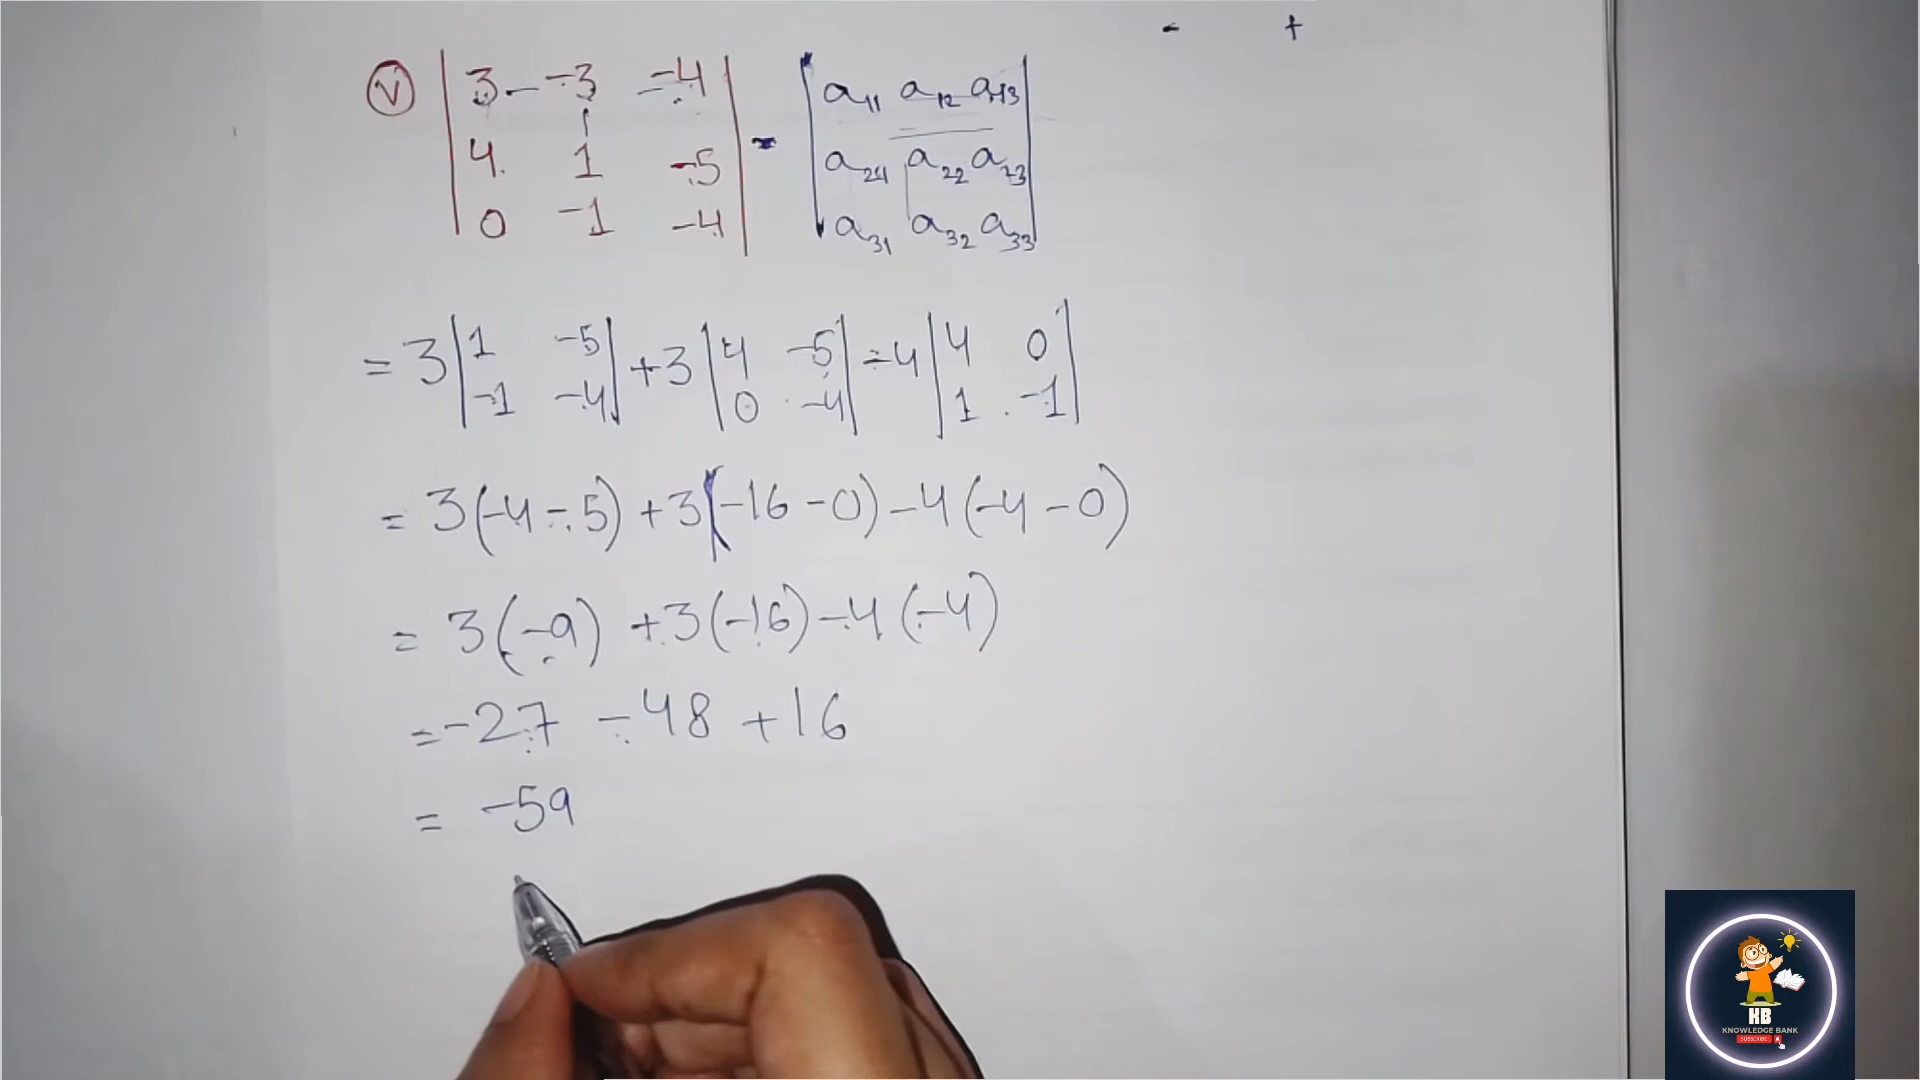 - +
V | 3 -3 -4 | = | a11 a12 a13 |
| 4 1 -5 | | a21 a22 a23 |
| 0 -1 -4 | | a31 a32 a33 |
= 3 | 1 -5 | + 3 | 4 -5 | - 4 | 4 0 |
| -1 -4 | | 0 -4 | | 1 -1 |
= 3(-4 - 5) + 3(-16 - 0) - 4(-4 - 0)
= 3(-9) + 3(-16) - 4(-4)
= -27 - 48 + 16
= -59
KB
KNOWLEDGE BANK
SUBSCRIBE